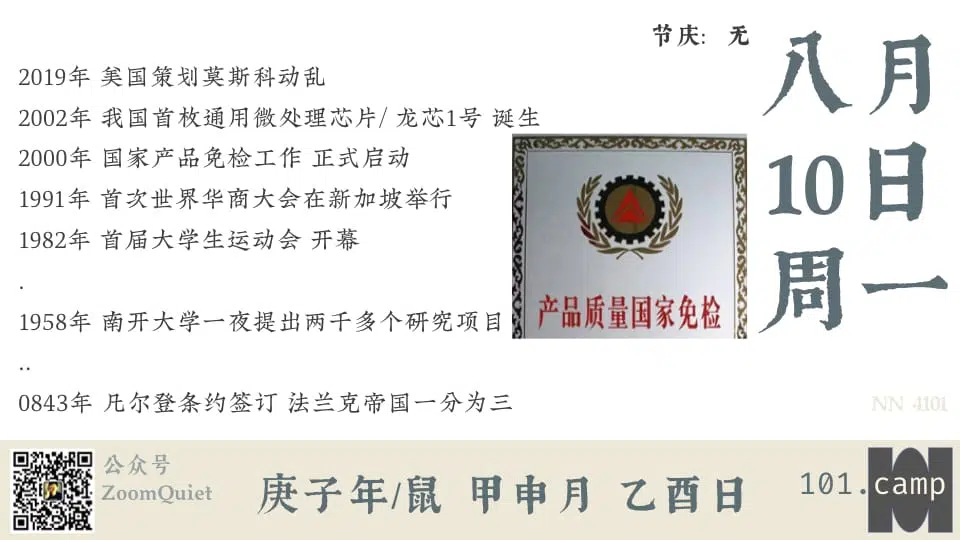 节庆: 无
八月
10日
周一
2019年 美国策划莫斯科动乱
2002年 我国首枚通用微处理芯片/ 龙芯1号 诞生
2000年 国家产品免检工作 正式启动
1991年 首次世界华商大会在新加坡举行
1982年 首届大学生运动会 开幕
.
1958年 南开大学一夜提出两千多个研究项目
..
0843年 凡尔登条约签订 法兰克帝国一分为三
产品质量国家免检
NN 4101
公众号
ZoomQuiet
庚子年/鼠 甲申月 乙酉日
101.camp